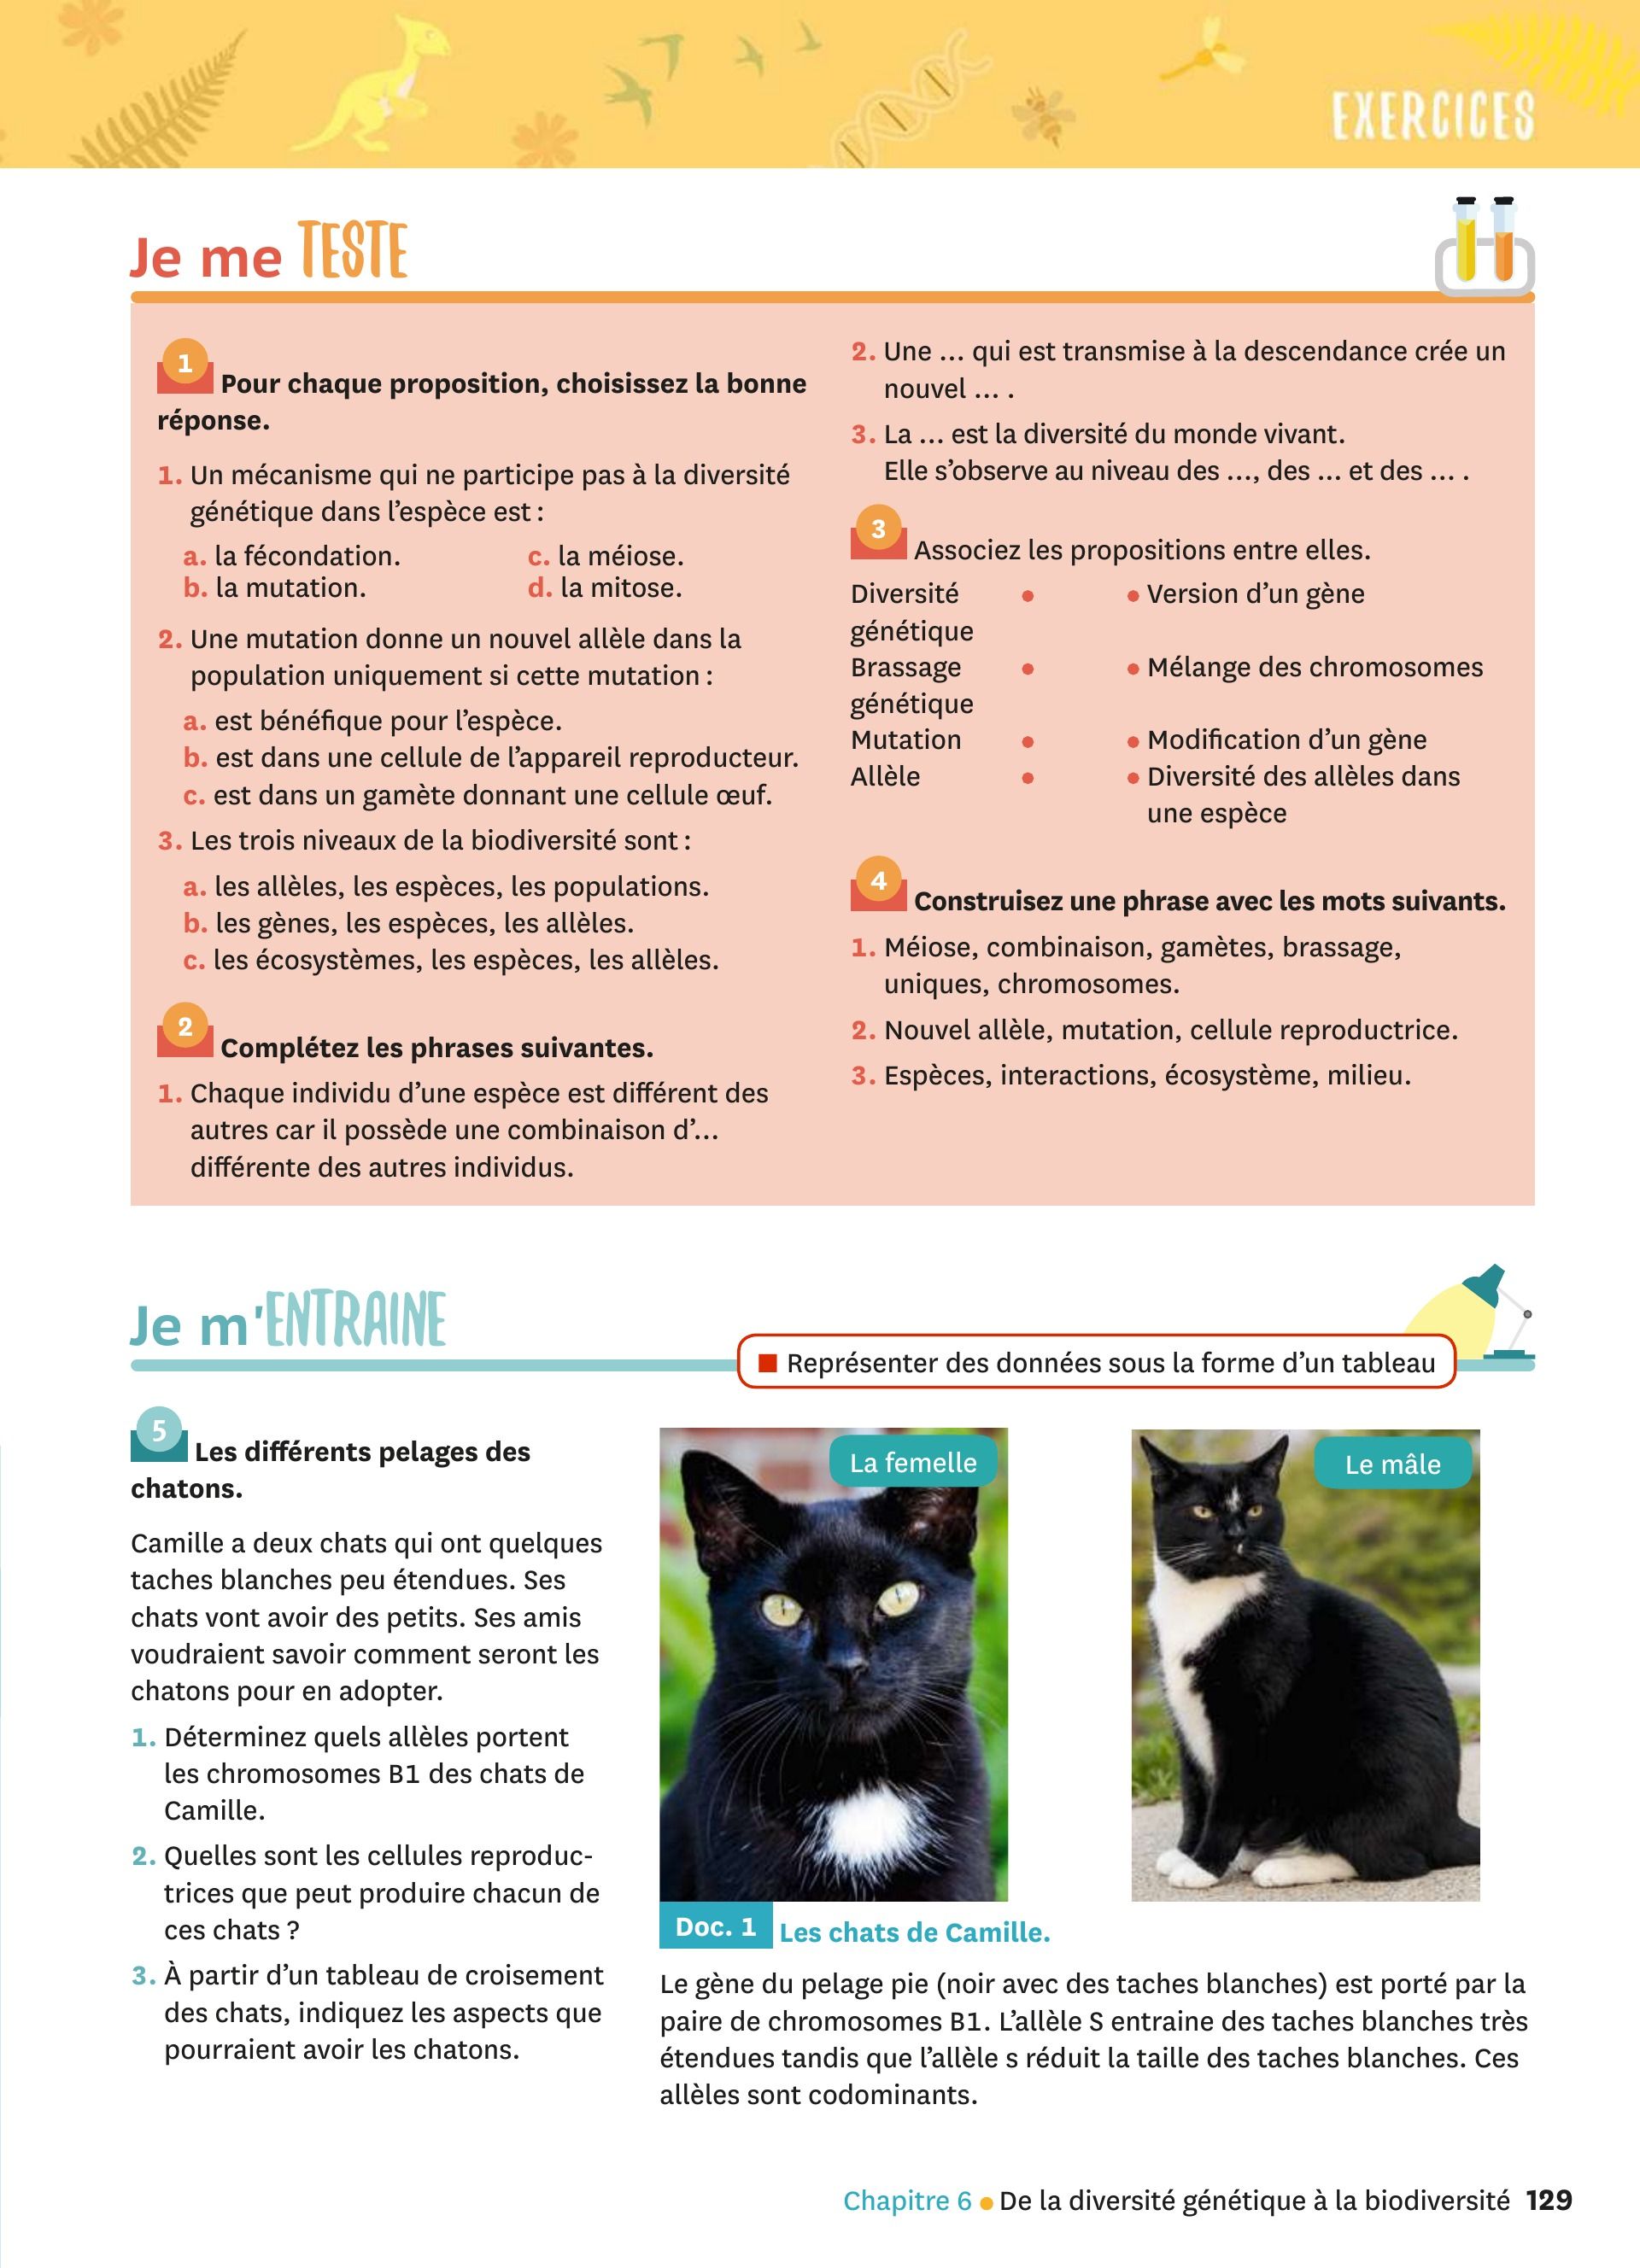 EXERCICES
Je me TESTE
1 Pour chaque proposition, choisissez la bonne
réponse.
1. Un mécanisme qui ne participe pas à la diversité
génétique dans l’espèce est :
a. la fécondation. c. la méiose.
b. la mutation. d. la mitose.
2. Une mutation donne un nouvel allèle dans la
population uniquement si cette mutation :
a. est bénéfique pour l’espèce.
b. est dans une cellule de l’appareil reproducteur.
c. est dans un gamète donnant une cellule œuf.
3. Les trois niveaux de la biodiversité sont :
a. les allèles, les espèces, les populations.
b. les gènes, les espèces, les allèles.
c. les écosystèmes, les espèces, les allèles.
2 Complétez les phrases suivantes.
1. Chaque individu d’une espèce est différent des
autres car il possède une combinaison d’…
différente des autres individus.
2. Une … qui est transmise à la descendance crée un
nouvel … .
3. La … est la diversité du monde vivant.
Elle s’observe au niveau des …, des … et des … .
3 Associez les propositions entre elles.
Diversité • • Version d’un gène
génétique
Brassage • • Mélange des chromosomes
génétique
Mutation • • Modification d’un gène
Allèle • • Diversité des allèles dans
une espèce
4 Construisez une phrase avec les mots suivants.
1. Méiose, combinaison, gamètes, brassage,
uniques, chromosomes.
2. Nouvel allèle, mutation, cellule reproductrice.
3. Espèces, interactions, écosystème, milieu.
Je m'ENTRAINE
■ Représenter des données sous la forme d’un tableau
5 Les différents pelages des
chatons.
Camille a deux chats qui ont quelques
taches blanches peu étendues. Ses
chats vont avoir des petits. Ses amis
voudraient savoir comment seront les
chatons pour en adopter.
1. Déterminez quels allèles portent
les chromosomes B1 des chats de
Camille.
2. Quelles sont les cellules reproduc-
trices que peut produire chacun de
ces chats ?
3. À partir d’un tableau de croisement
des chats, indiquez les aspects que
pourraient avoir les chatons.
La femelle
Le mâle
Doc. 1 Les chats de Camille.
Le gène du pelage pie (noir avec des taches blanches) est porté par la
paire de chromosomes B1. L’allèle S entraine des taches blanches très
étendues tandis que l’allèle s réduit la taille des taches blanches. Ces
allèles sont codominants.
Chapitre 6 • De la diversité génétique à la biodiversité 129